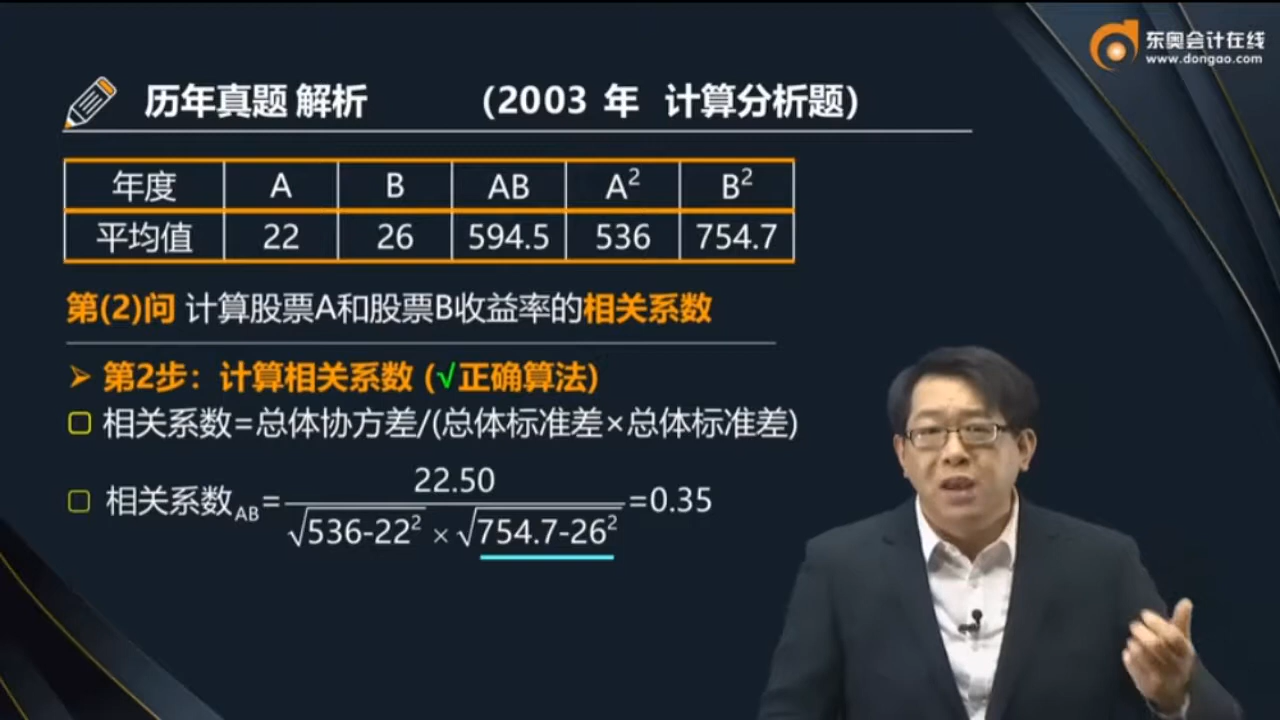 东奥会计在线
www.dongao.com
历年真题 解析 (2003 年 计算分析题)
年度 A B AB A² B²
平均值 22 26 594.5 536 754.7
第(2)问 计算股票A和股票B收益率的相关系数
➢ 第2步：计算相关系数 (√正确算法)
相关系数=总体协方差/(总体标准差×总体标准差)
22.50
相关系数AB= =0.35
√536-22² × √754.7-26²